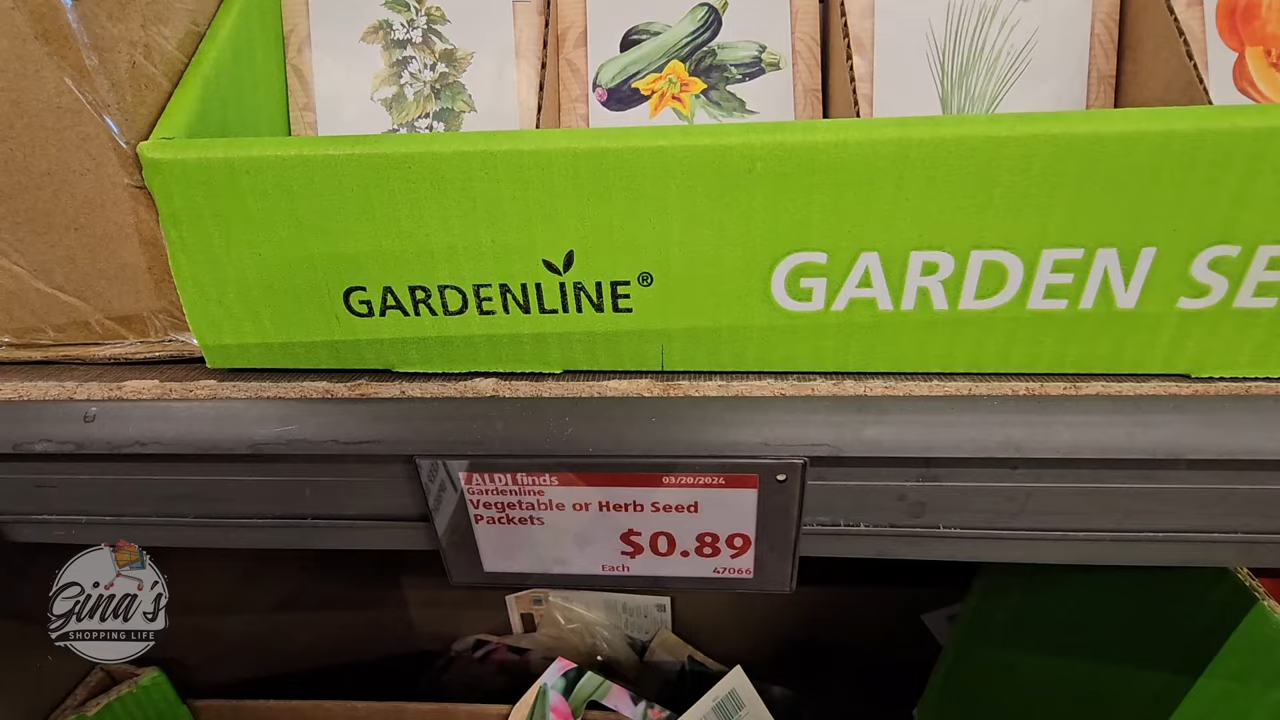 GARDENLINE®
GARDEN SE
ALDI finds 03/20/2024
Gardenline
Vegetable or Herb Seed
Packets
$0.89
Each 47066
Gina's
SHOPPING LIFE